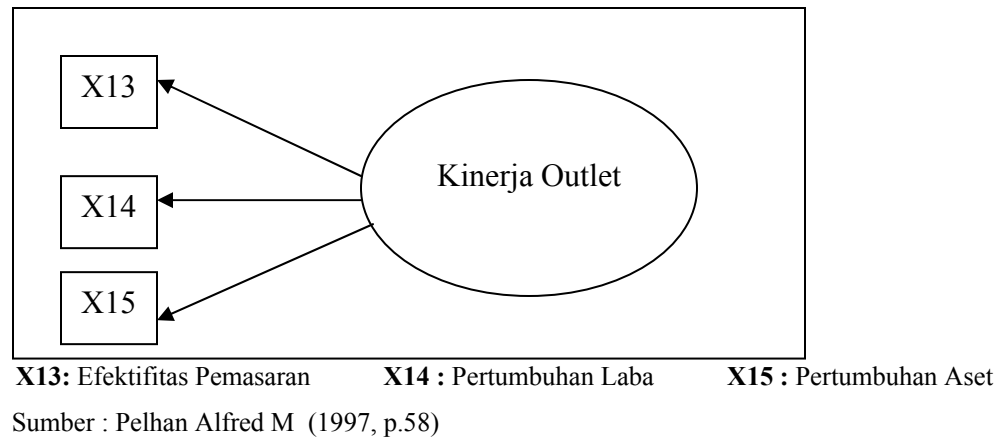 X13
Kinerja Outlet
X14
X15
X13: Efektifitas Pemasaran X14 : Pertumbuhan Laba X15 : Pertumbuhan Aset
Sumber : Pelhan Alfred M (1997, p.58)